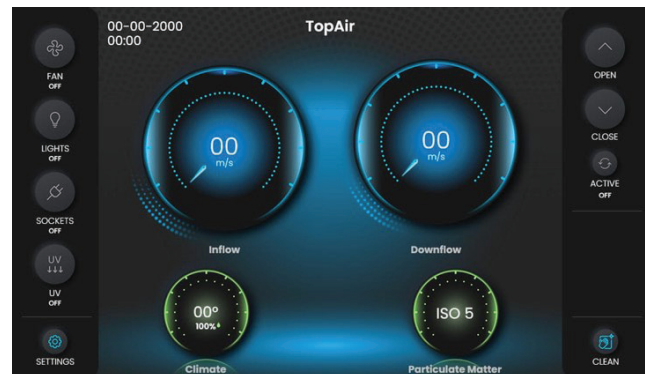 00-00-2000
00:00
TopAir
FAN
OFF
LIGHTS
OFF
SOCKETS
OFF
UV
UV
OFF
SETTINGS
00
m/s
Inflow
00
m/s
Downflow
00°
100%
Climate
ISO 5
Particulate Matter
OPEN
CLOSE
ACTIVE
OFF
CLEAN